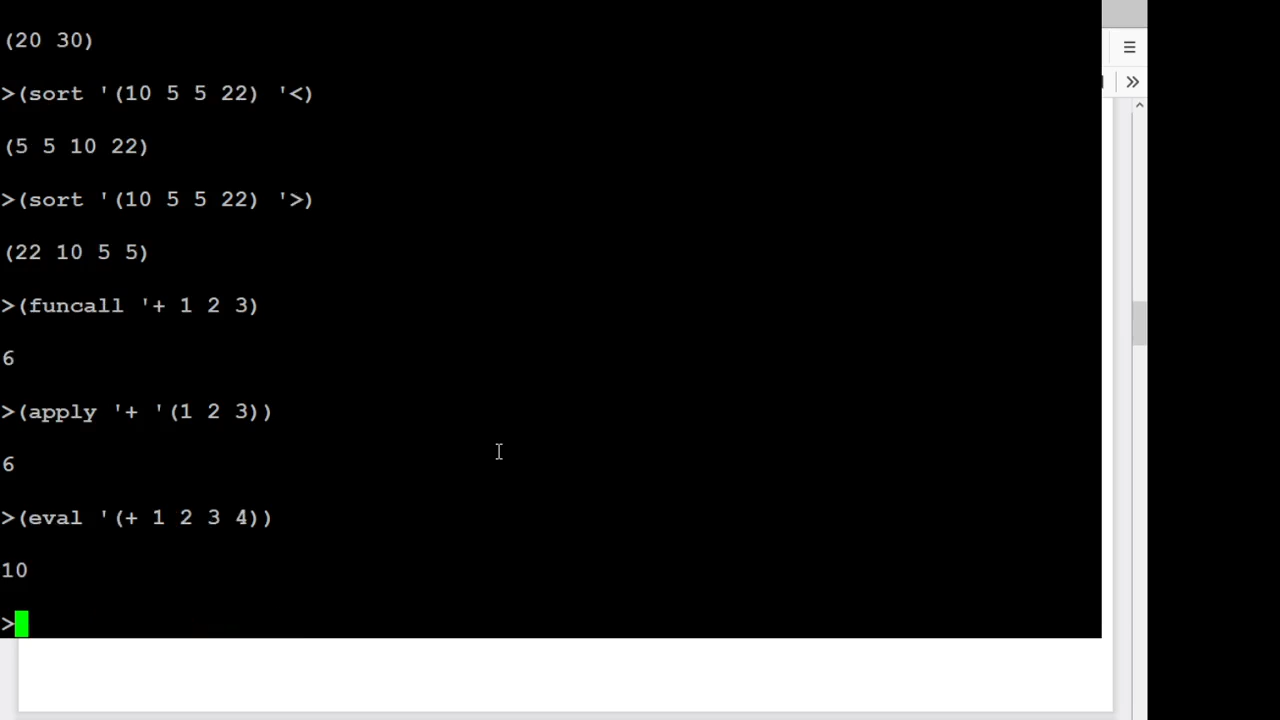 (20 30)
>(sort '(10 5 5 22) '<)
(5 5 10 22)
>(sort '(10 5 5 22) '>)
(22 10 5 5)
>(funcall '+ 1 2 3)
6
>(apply '+ '(1 2 3))
6
>(eval '(+ 1 2 3 4))
10
>